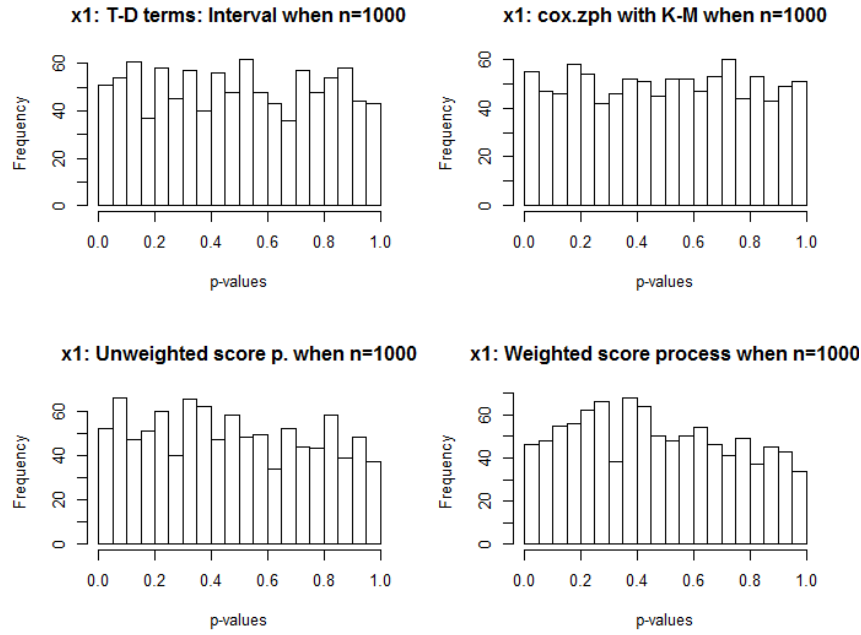 x1: T-D terms: Interval when n=1000
Frequency
60
40
20
0
0.0 0.2 0.4 0.6 0.8 1.0
p-values
x1: cox.zph with K-M when n=1000
Frequency
60
40
20
0
0.0 0.2 0.4 0.6 0.8 1.0
p-values
x1: Unweighted score p. when n=1000
Frequency
60
40
20
0
0.0 0.2 0.4 0.6 0.8 1.0
p-values
x1: Weighted score process when n=1000
Frequency
60
40
20
0
0.0 0.2 0.4 0.6 0.8 1.0
p-values